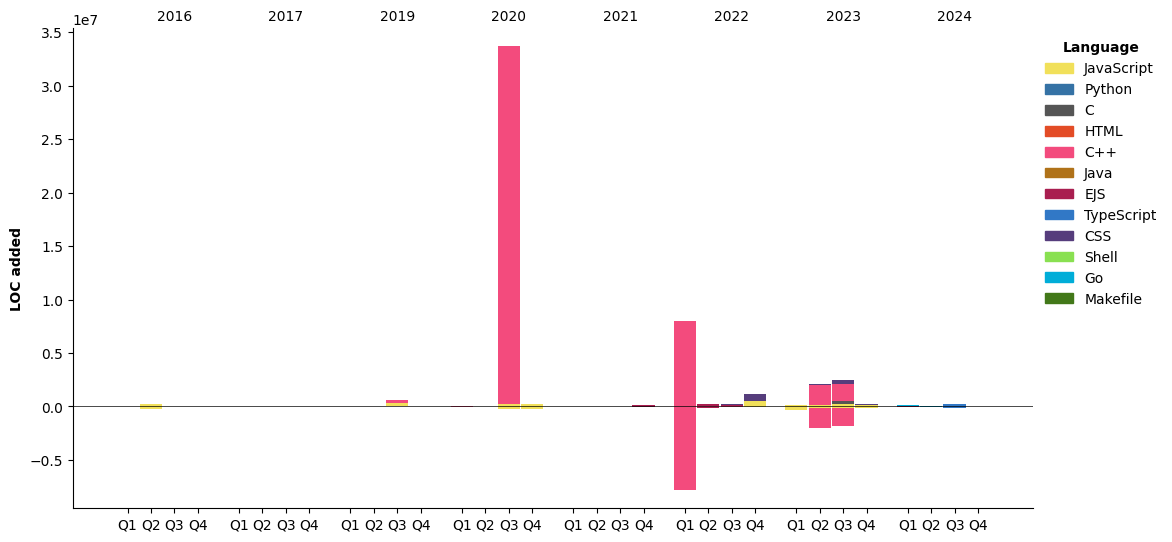 1e7
2016 2017 2019 2020 2021 2022 2023 2024
3.5
3.0
2.5
2.0
1.5
1.0
0.5
0.0
−0.5
LOC added
Q1 Q2 Q3 Q4 Q1 Q2 Q3 Q4 Q1 Q2 Q3 Q4 Q1 Q2 Q3 Q4 Q1 Q2 Q3 Q4 Q1 Q2 Q3 Q4 Q1 Q2 Q3 Q4 Q1 Q2 Q3 Q4
Language
JavaScript
Python
C
HTML
C++
Java
EJS
TypeScript
CSS
Shell
Go
Makefile